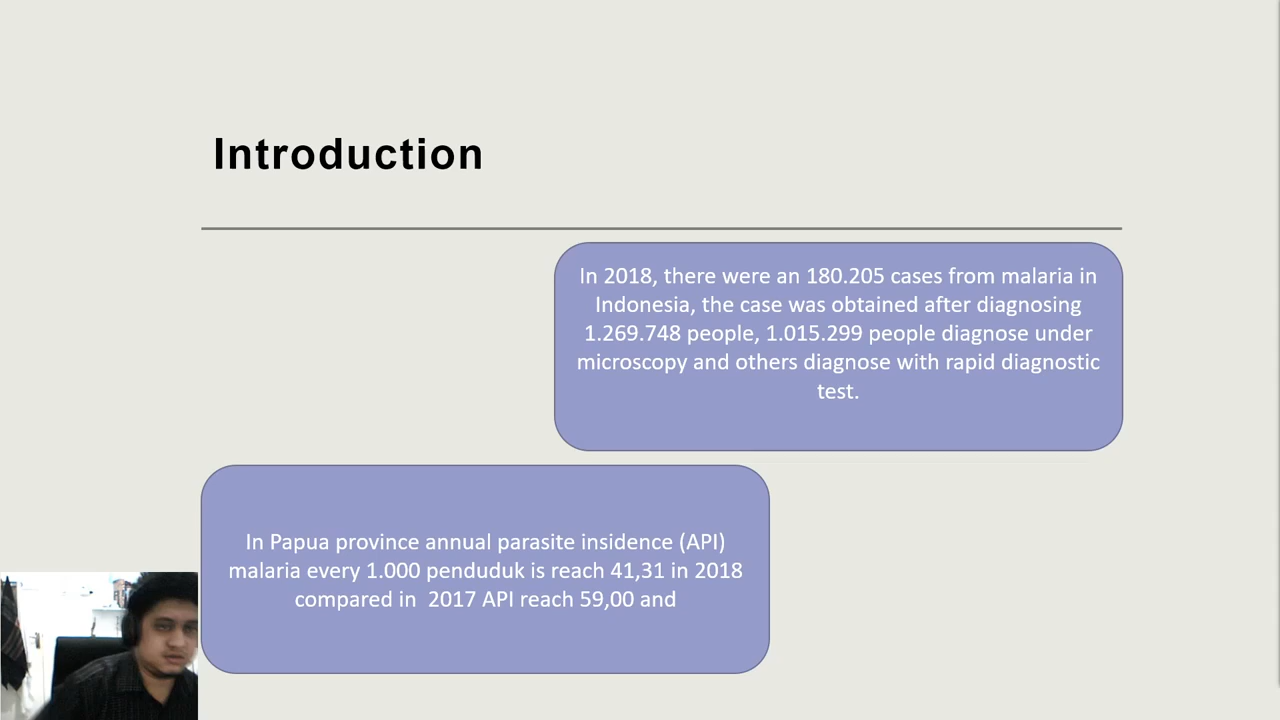 Introduction
In 2018, there were an 180.205 cases from malaria in
Indonesia, the case was obtained after diagnosing
1.269.748 people, 1.015.299 people diagnose under
microscopy and others diagnose with rapid diagnostic
test.
In Papua province annual parasite insidence (API)
malaria every 1.000 penduduk is reach 41,31 in 2018
compared in  2017 API reach 59,00 and